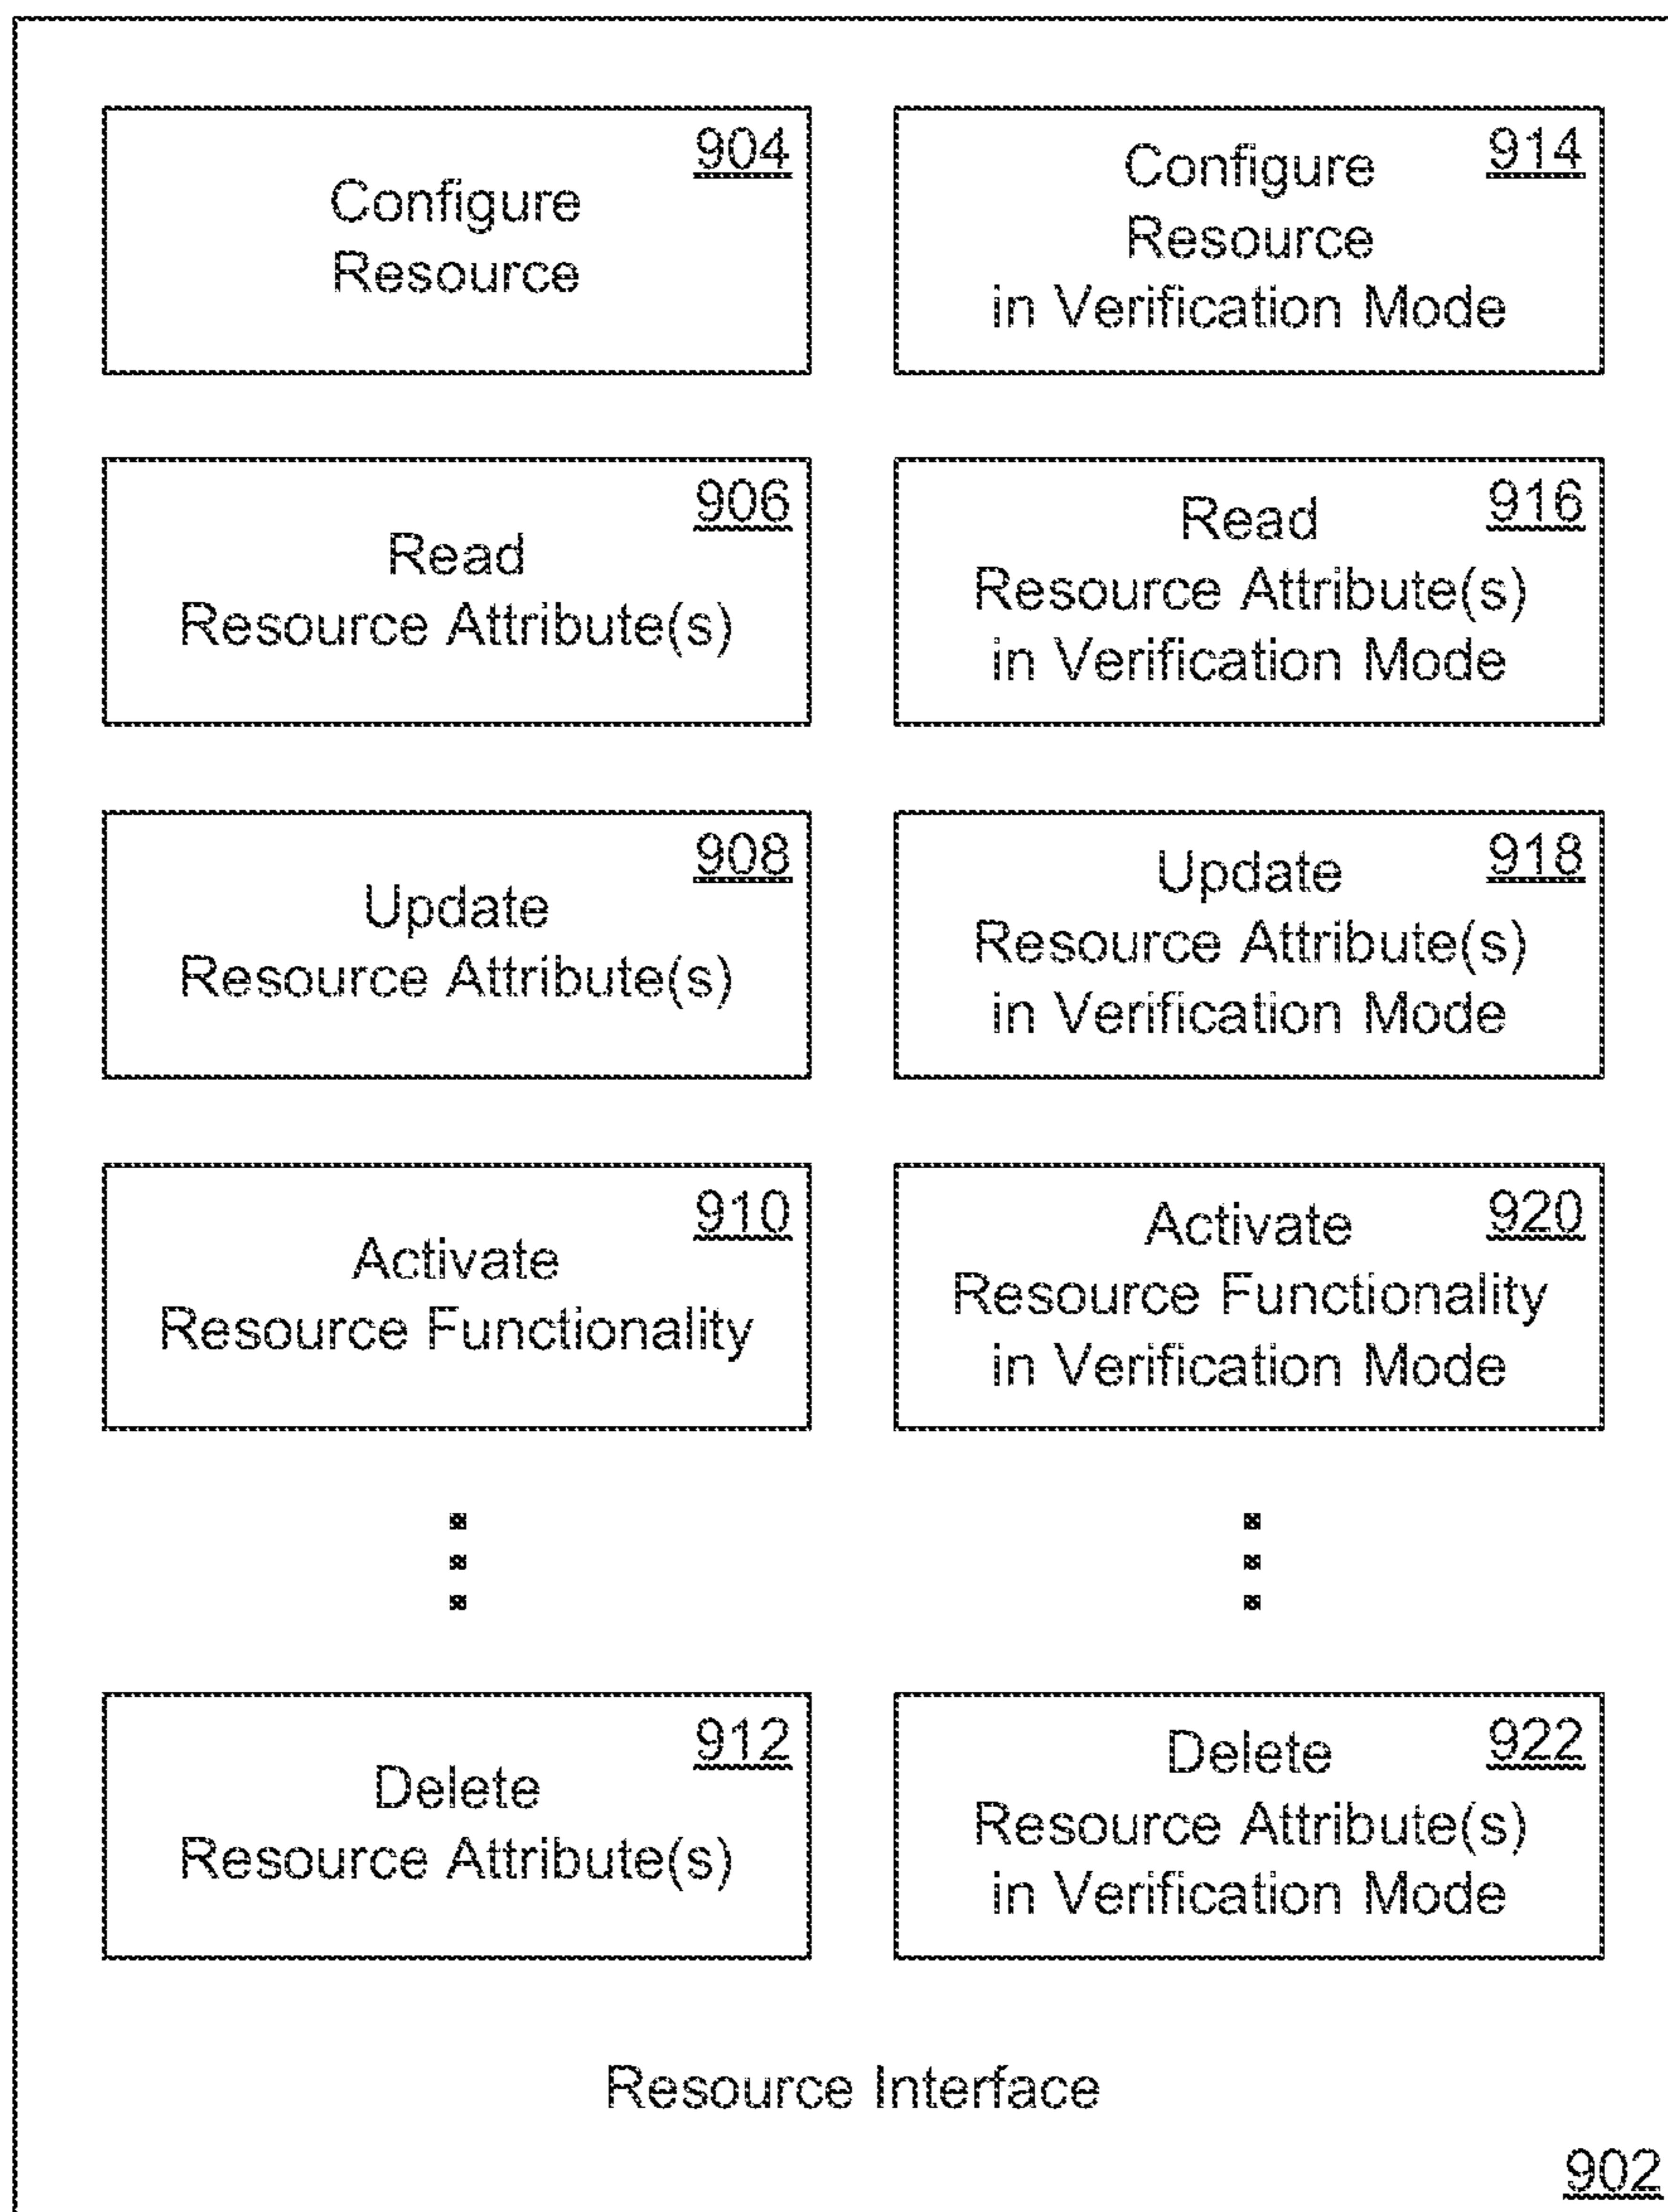 904
Configure
Resource
914
Configure
Resource
in Verification Mode
906
Read
Resource Attribute(s)
916
Read
Resource Attribute(s)
in Verification Mode
908
Update
Resource Attribute(s)
918
Update
Resource Attribute(s)
in Verification Mode
910
Activate
Resource Functionality
920
Activate
Resource Functionality
in Verification Mode
912
Delete
Resource Attribute(s)
922
Delete
Resource Attribute(s)
in Verification Mode
Resource Interface
902